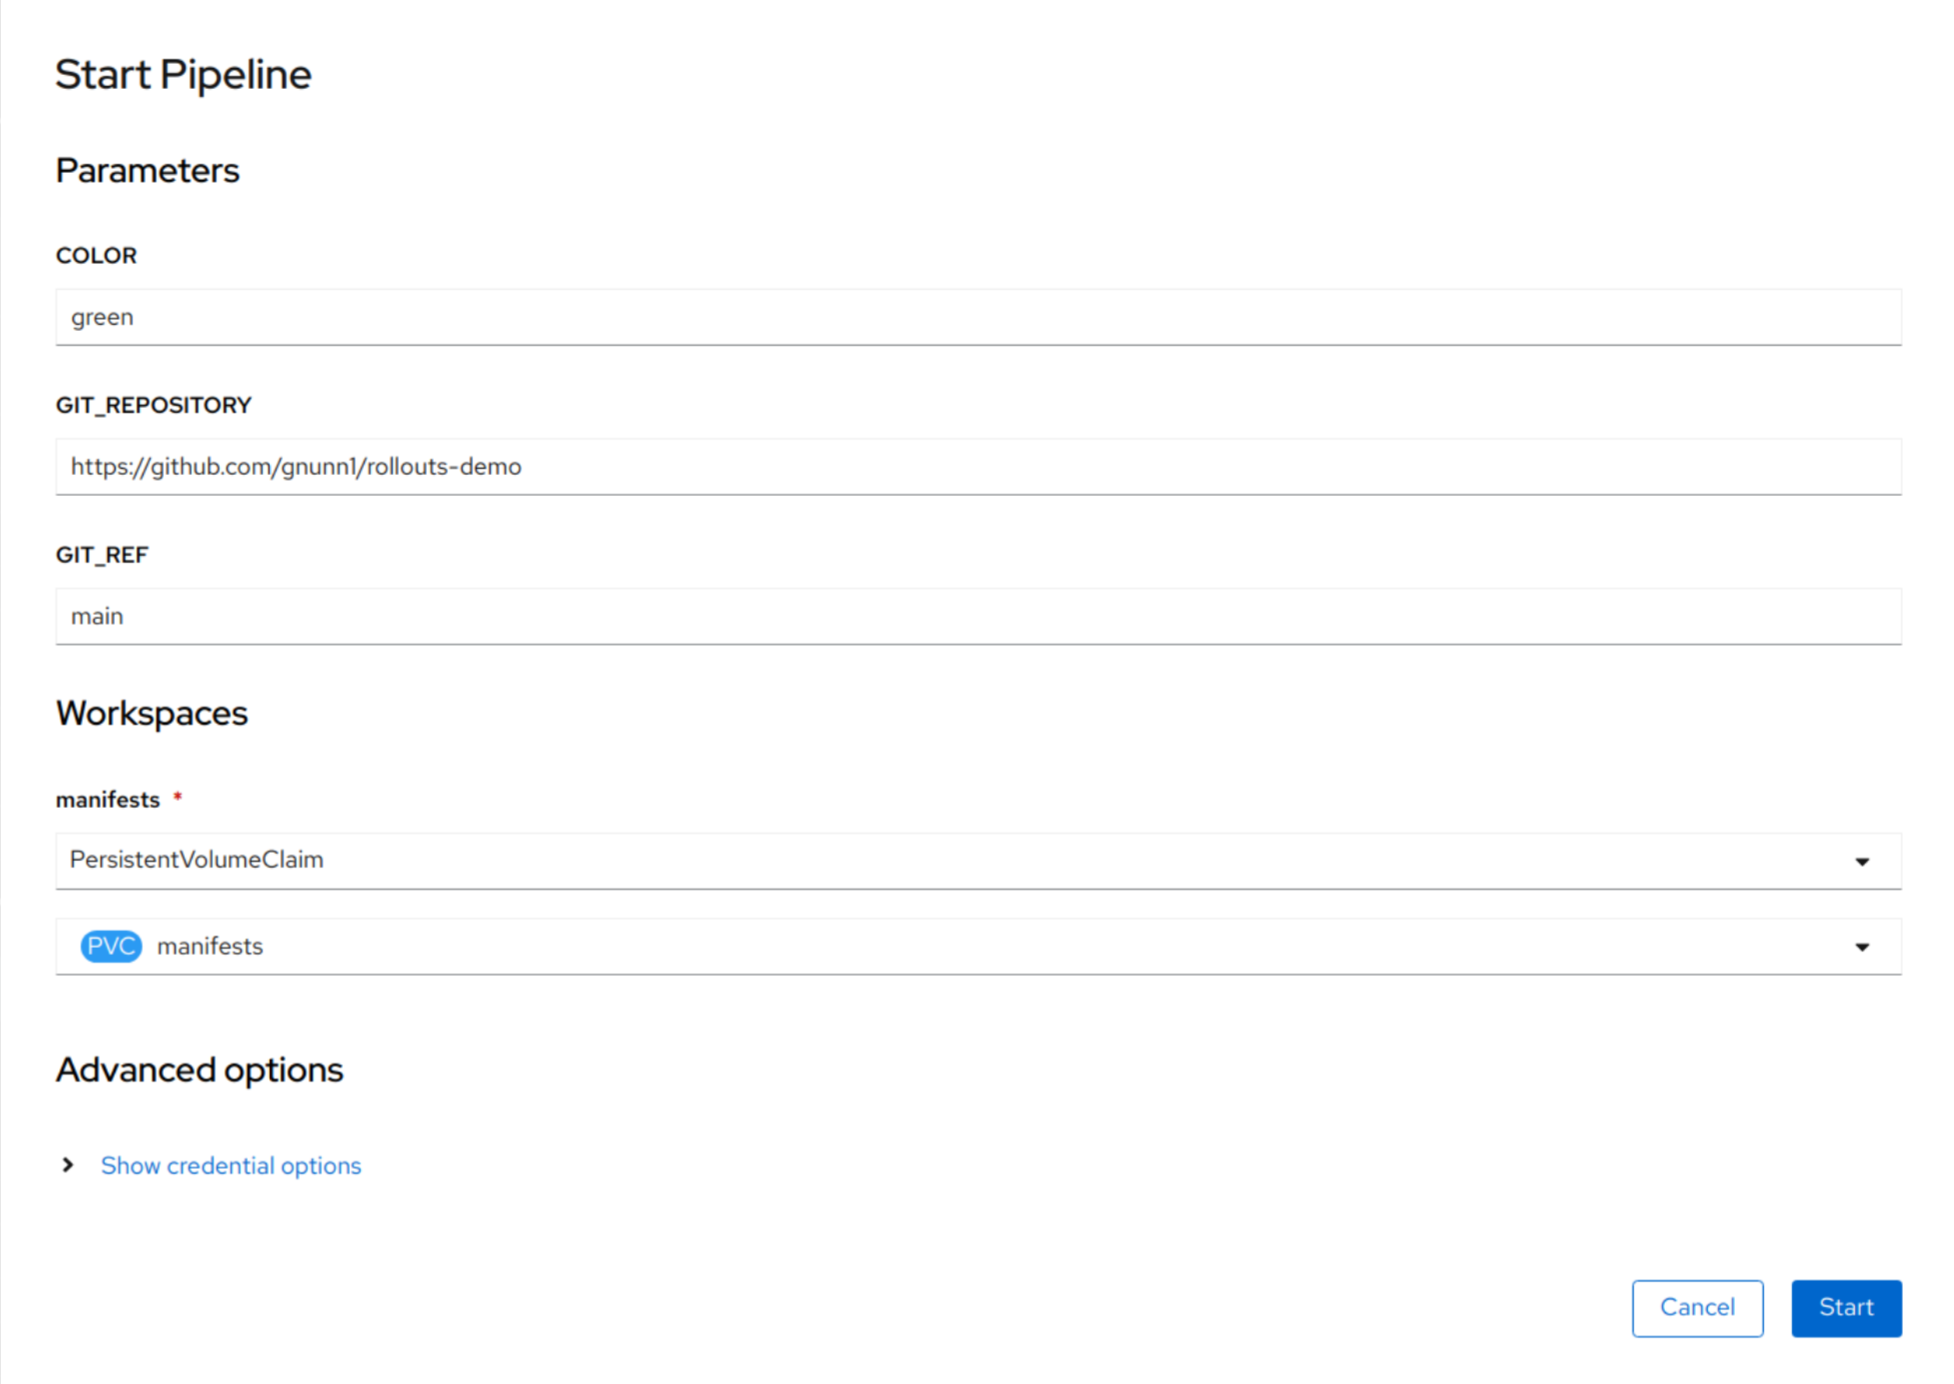 Start Pipeline
Parameters
COLOR
green
GIT_REPOSITORY
https://github.com/gnunn1/rollouts-demo
GIT_REF
main
Workspaces
manifests *
PersistentVolumeClaim
PVC manifests
Advanced options
Show credential options
Cancel Start